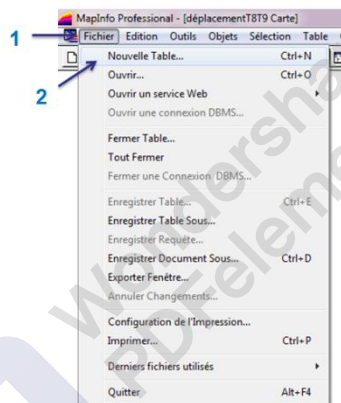 MapInfo Professional - [déplacementT8T9 Carte]
1
Fichier Edition Outils Objets Sélection Table
2
Nouvelle Table... Ctrl+N
Ouvrir... Ctrl+O
Ouvrir un service Web
Ouvrir une connexion DBMS...
Fermer Table...
Tout Fermer
Fermer une Connexion DBMS...
Enregistrer Table... Ctrl+E
Enregistrer Table Sous...
Enregistrer Requête...
Enregistrer Document Sous... Ctrl+D
Exporter Fenêtre...
Annuler Changements...
Configuration de l'Impression...
Imprimer... Ctrl+P
Derniers fichiers utilisés
Quitter Alt+F4
Wondershare
PDFelement